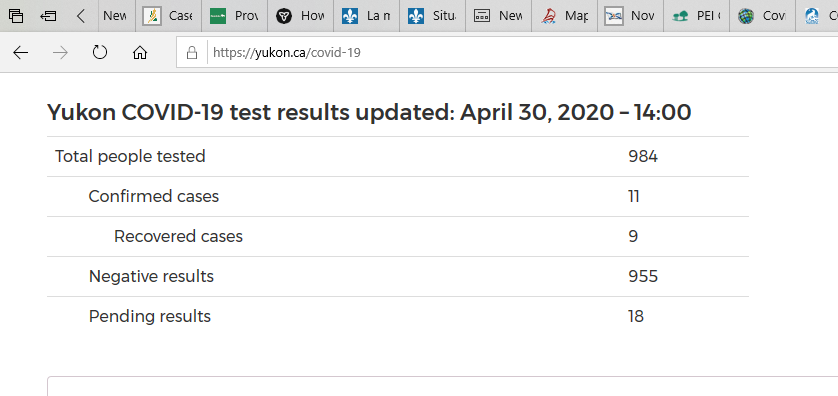 New
Case
Prov
How
La n
Situ
New
Map
Nov
PEI
Cov
https://yukon.ca/covid-19
Yukon COVID-19 test results updated: April 30, 2020 – 14:00
Total people tested 984
Confirmed cases 11
Recovered cases 9
Negative results 955
Pending results 18